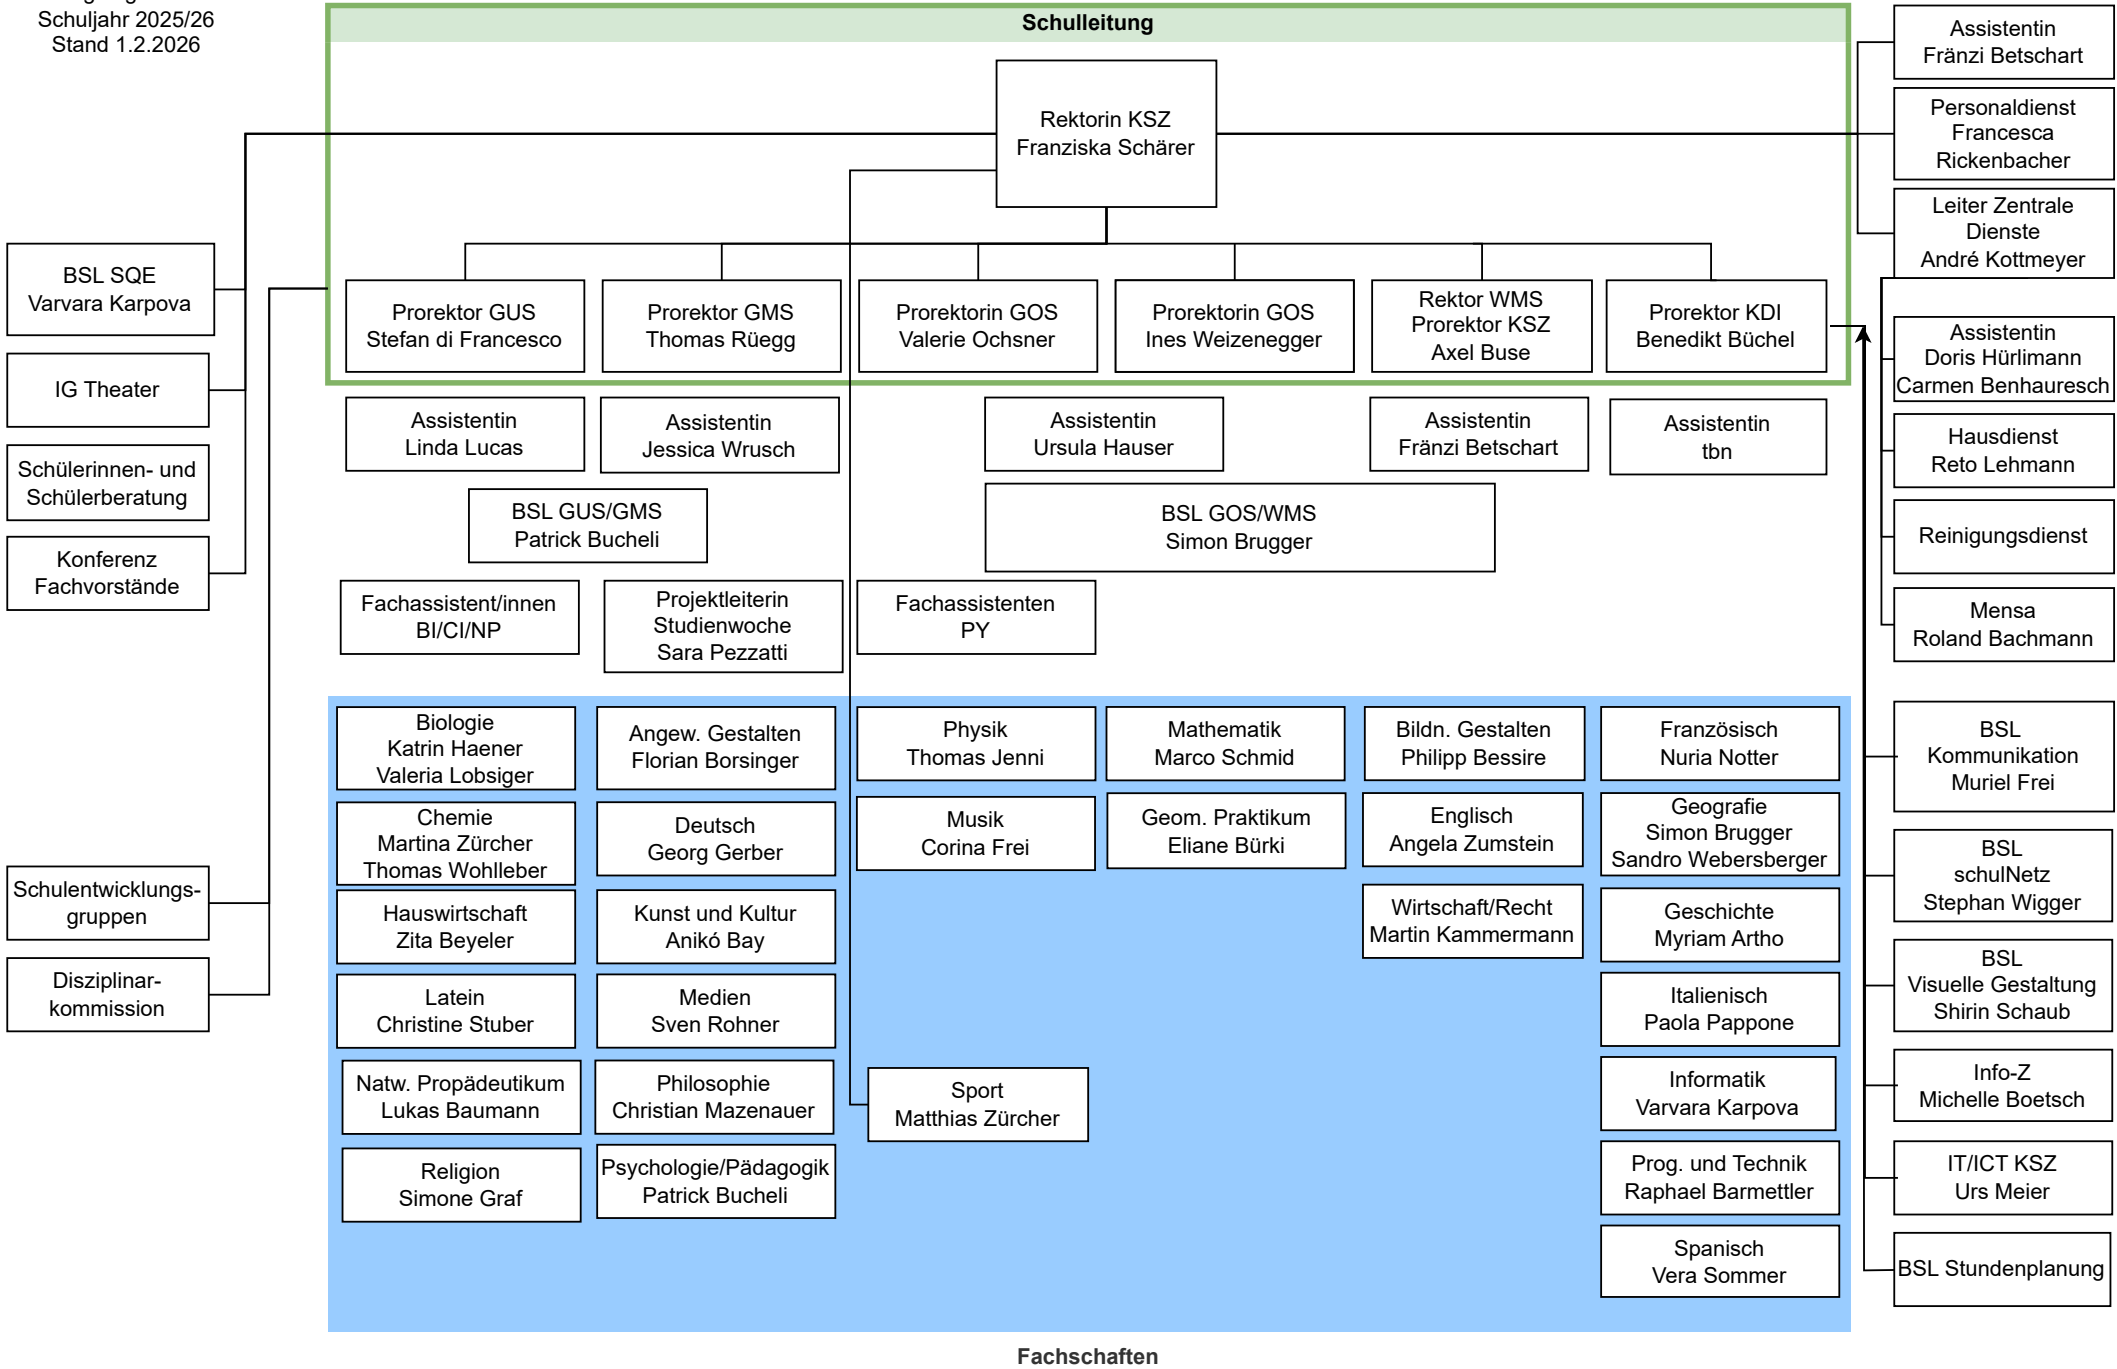 Schuljahr 2025/26
Stand 1.2.2026
Schulleitung
Rektorin KSZ
Franziska Schärer
Assistentin
Fränzi Betschart
Personaldienst
Francesca
Rickenbacher
Leiter Zentrale
Dienste
André Kottmeyer
BSL SQE
Varvara Karpova
IG Theater
Schülerinnen- und
Schülerberatung
Konferenz
Fachvorstände
Schulentwicklungs-
gruppen
Disziplinar-
kommission
Prorektor GUS
Stefan di Francesco
Prorektor GMS
Thomas Rüegg
Prorektorin GOS
Valerie Ochsner
Prorektorin GOS
Ines Weizenegger
Rektor WMS
Prorektor KSZ
Axel Buse
Prorektor KDI
Benedikt Büchel
Assistentin
Linda Lucas
Assistentin
Jessica Wrusch
Assistentin
Ursula Hauser
Assistentin
Fränzi Betschart
Assistentin
tbn
BSL GUS/GMS
Patrick Bucheli
BSL GOS/WMS
Simon Brugger
Fachassistent/innen
BI/CI/NP
Projektleiterin
Studienwoche
Sara Pezzatti
Fachassistenten
PY
Assistentin
Doris Hürlimann
Carmen Benhauresch
Hausdienst
Reto Lehmann
Reinigungsdienst
Mensa
Roland Bachmann
Biologie
Katrin Haener
Valeria Lobsiger
Chemie
Martina Zürcher
Thomas Wohlleber
Hauswirtschaft
Zita Beyeler
Latein
Christine Stuber
Natw. Propädeutikum
Lukas Baumann
Religion
Simone Graf
Angew. Gestalten
Florian Borsinger
Deutsch
Georg Gerber
Kunst und Kultur
Anikó Bay
Medien
Sven Rohner
Philosophie
Christian Mazenauer
Psychologie/Pädagogik
Patrick Bucheli
Physik
Thomas Jenni
Musik
Corina Frei
Sport
Matthias Zürcher
Mathematik
Marco Schmid
Geom. Praktikum
Eliane Bürki
Bildn. Gestalten
Philipp Bessire
Englisch
Angela Zumstein
Wirtschaft/Recht
Martin Kammermann
Französisch
Nuria Notter
Geografie
Simon Brugger
Sandro Webersberger
Geschichte
Myriam Artho
Italienisch
Paola Pappone
Informatik
Varvara Karpova
Prog. und Technik
Raphael Barmettler
Spanisch
Vera Sommer
BSL
Kommunikation
Muriel Frei
BSL
schulNetz
Stephan Wigger
BSL
Visuelle Gestaltung
Shirin Schaub
Info-Z
Michelle Boetsch
IT/ICT KSZ
Urs Meier
BSL Stundenplanung
Fachschaften